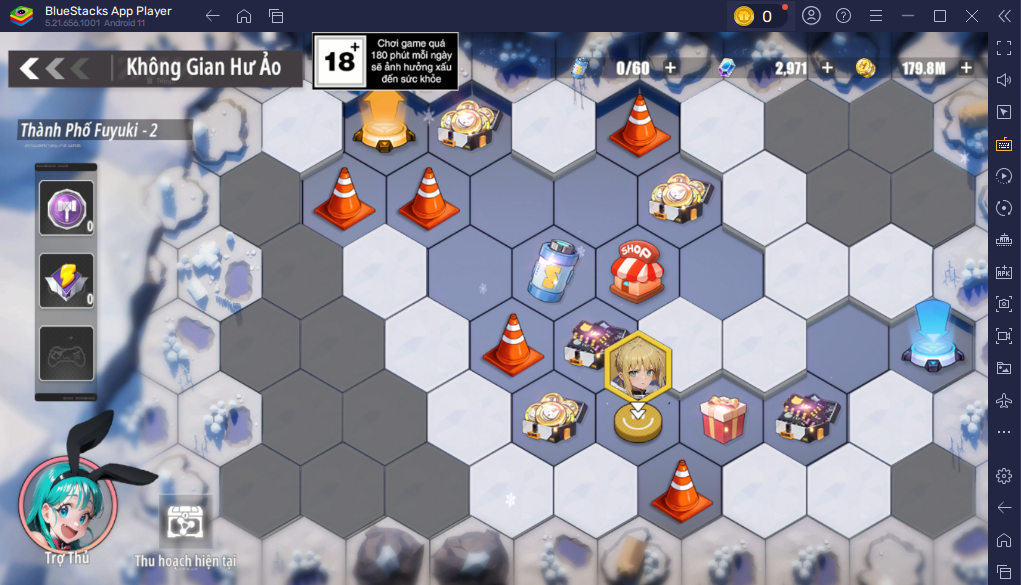 BlueStacks App Player
5.21.656.1001 Android 11
0
Không Gian Hư Ảo
18+
Chơi game quá
180 phút mỗi ngày
sẽ ảnh hưởng xấu
đến sức khỏe
0/60 +
2,971 +
179.8M +
Thành Phố Fuyuki - 2
0
0
SHOP
Trợ Thủ
Thu hoạch hiện tại